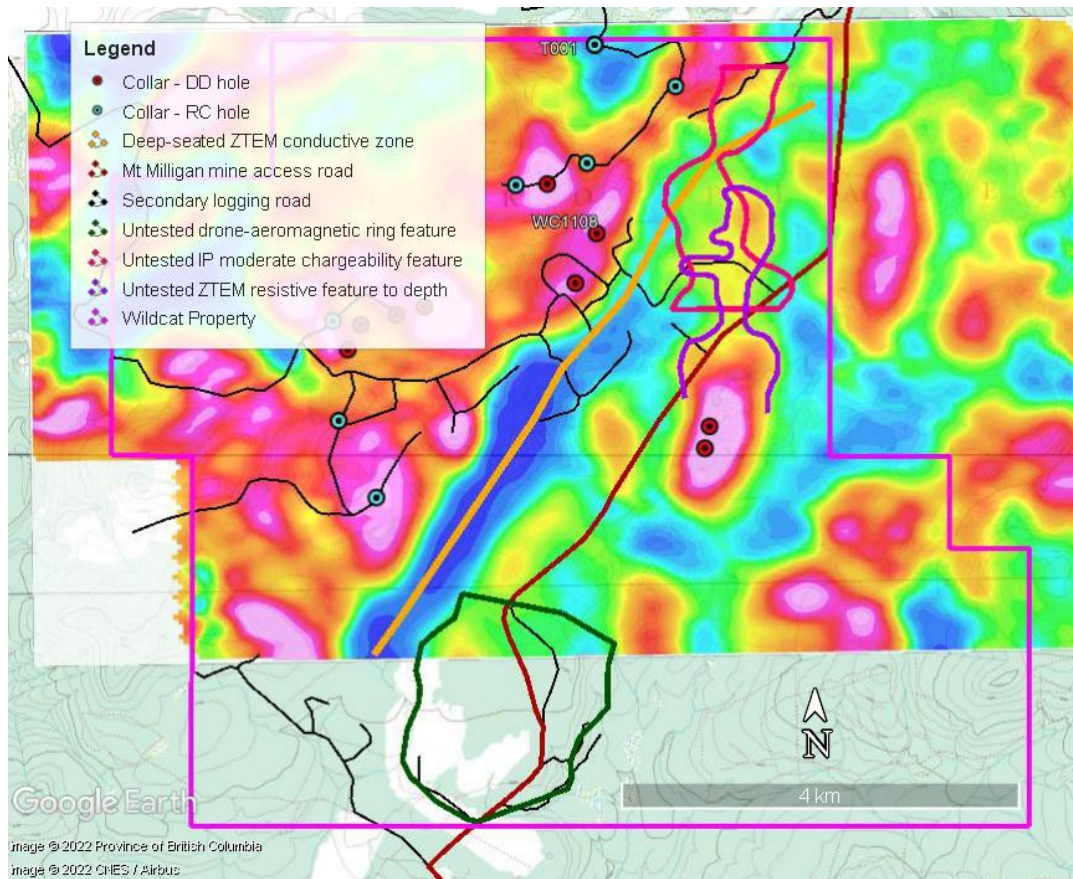 Legend
Collar - DD hole
Collar - RC hole
Deep-seated ZTEM conductive zone
Mt Milligan mine access road
Secondary logging road
Untested drone-aeromagnetic ring feature
Untested IP moderate chargeability feature
Untested ZTEM resistive feature to depth
Wildcat Property
T001
WC1108
N
4 km
Google Earth
Image © 2022 Province of British Columbia
Image © 2022 CNES / Airbus